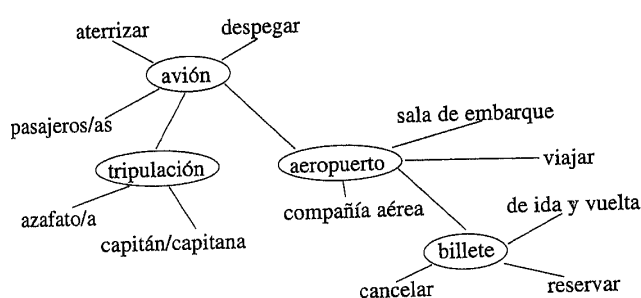 aterrizar
despegar
avión
pasajeros/as
sala de embarque
tripulación
aeropuerto
viajar
azafato/a
compañía aérea
de ida y vuelta
capitán/capitana
billete
cancelar
reservar